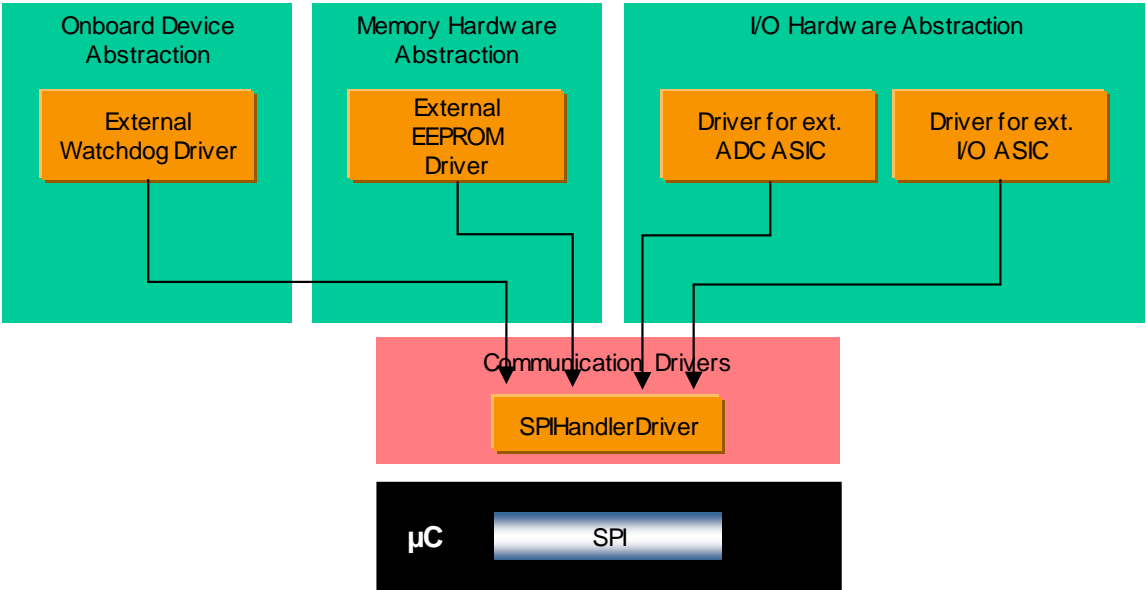 Onboard Device
Abstraction
External
Watchdog Driver
Memory Hardware
Abstraction
External
EEPROM
Driver
I/O Hardware Abstraction
Driver for ext.
ADC ASIC
Driver for ext.
I/O ASIC
Communication Drivers
SPIHandlerDriver
µC
SPI